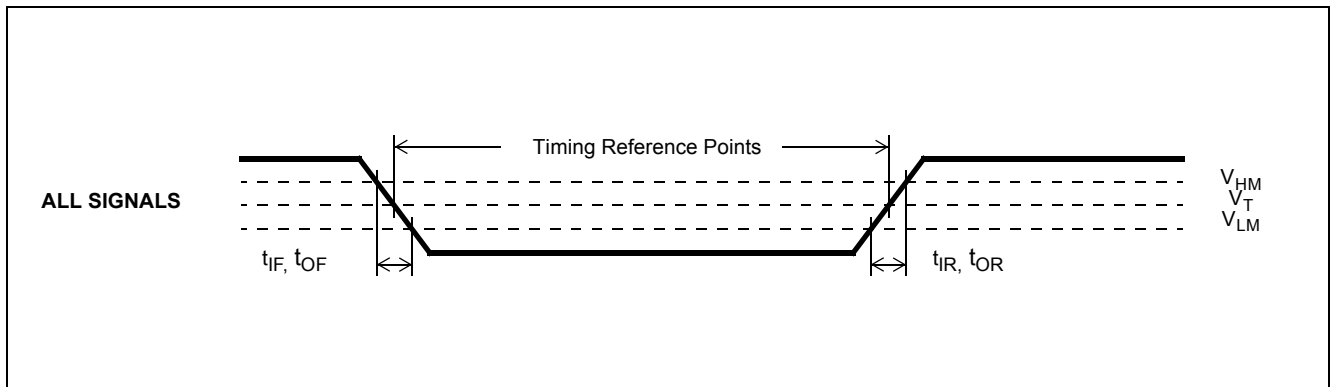 Timing Reference Points
ALL SIGNALS
V_HM
V_T
V_LM
t_IF, t_OF
t_IR, t_OR